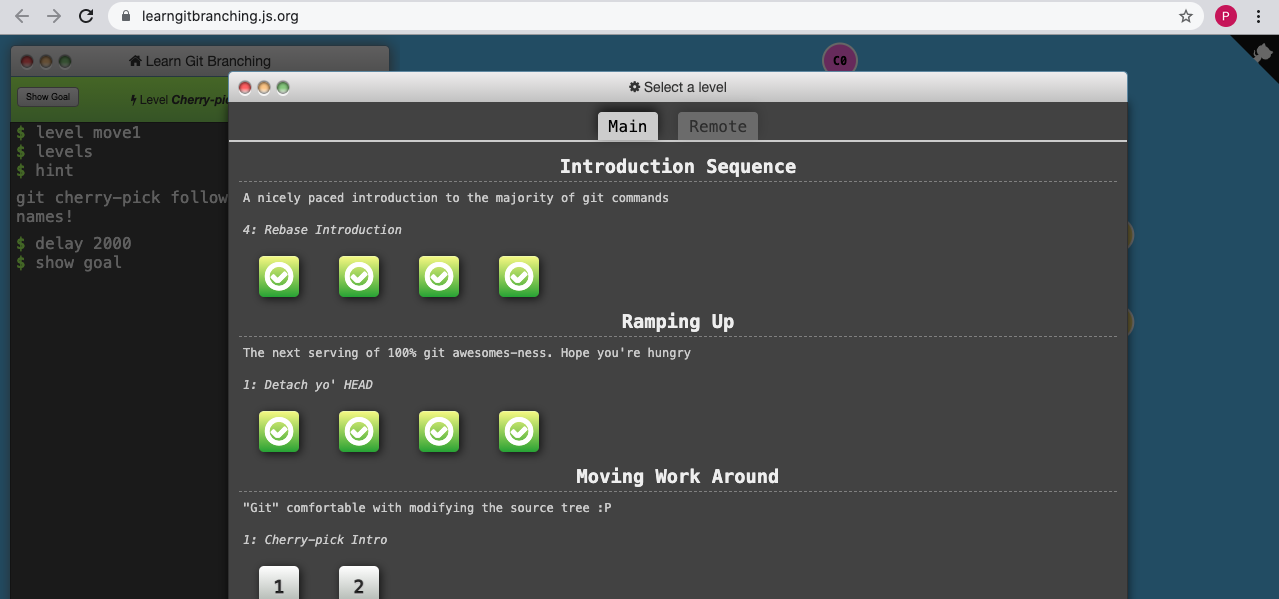 learngitbranching.js.org
P
Learn Git Branching
C0
Select a level
Show Goal
Level Cherry-pic
Main
Remote
$ level move1
$ levels
$ hint
git cherry-pick follow
names!
$ delay 2000
$ show goal
Introduction Sequence
A nicely paced introduction to the majority of git commands
4: Rebase Introduction
Ramping Up
The next serving of 100% git awesomes-ness. Hope you're hungry
1: Detach yo' HEAD
Moving Work Around
"Git" comfortable with modifying the source tree :P
1: Cherry-pick Intro
1 2